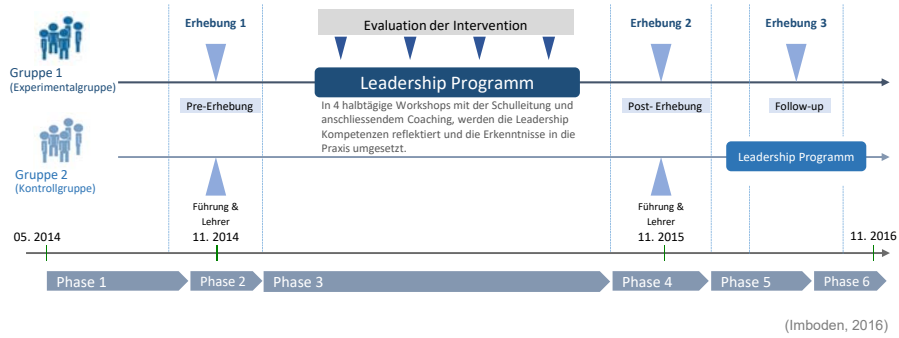 Erhebung 1
Evaluation der Intervention
Erhebung 2
Erhebung 3
Gruppe 1
(Experimentalgruppe)
Leadership Programm
Pre-Erhebung
Post- Erhebung
Follow-up
In 4 halbtägige Workshops mit der Schulleitung und
anschliessendem Coaching, werden die Leadership
Kompetenzen reflektiert und die Erkenntnisse in die
Praxis umgesetzt.
Gruppe 2
(Kontrollgruppe)
Leadership Programm
Führung &
Lehrer
Führung &
Lehrer
05. 2014
11. 2014
11. 2015
11. 2016
Phase 1
Phase 2
Phase 3
Phase 4
Phase 5
Phase 6
(Imboden, 2016)